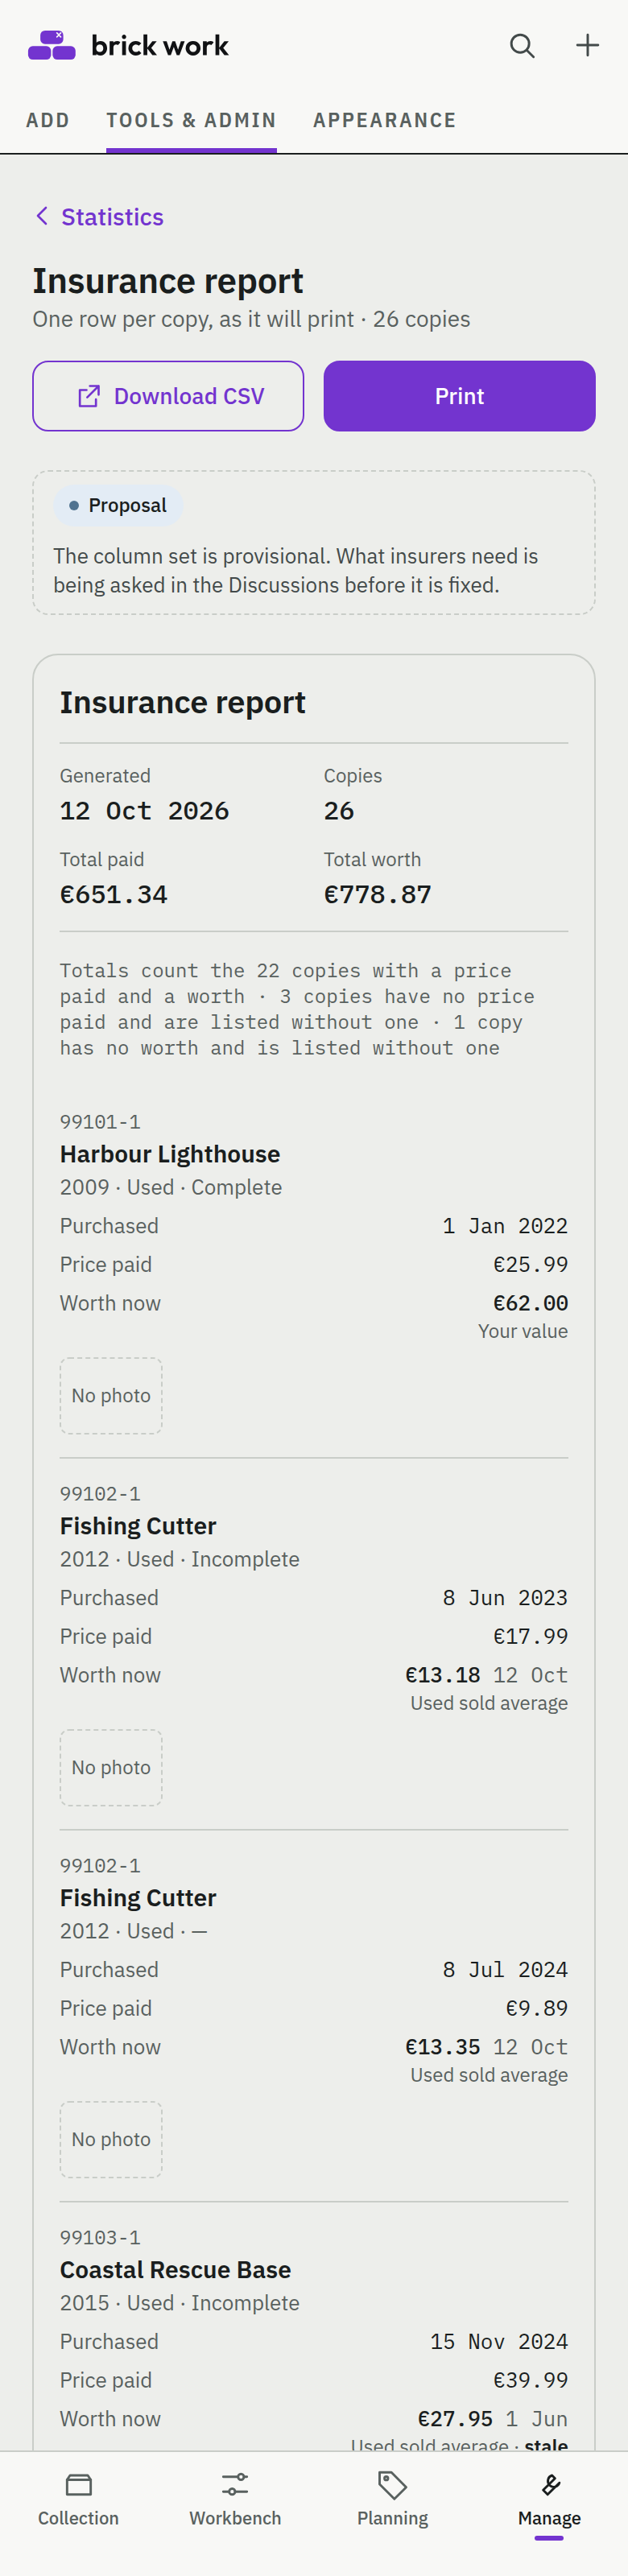 brick work
ADD TOOLS & ADMIN APPEARANCE
Statistics
Insurance report
One row per copy, as it will print · 26 copies
Download CSV Print
Proposal
The column set is provisional. What insurers need is
being asked in the Discussions before it is fixed.
Insurance report
Generated Copies
12 Oct 2026 26
Total paid Total worth
€651.34 €778.87
Totals count the 22 copies with a price
paid and a worth · 3 copies have no price
paid and are listed without one · 1 copy
has no worth and is listed without one
99101-1
Harbour Lighthouse
2009 · Used · Complete
Purchased 1 Jan 2022
Price paid €25.99
Worth now €62.00
Your value
No photo
99102-1
Fishing Cutter
2012 · Used · Incomplete
Purchased 8 Jun 2023
Price paid €17.99
Worth now €13.18 12 Oct
Used sold average
No photo
99102-1
Fishing Cutter
2012 · Used · —
Purchased 8 Jul 2024
Price paid €9.89
Worth now €13.35 12 Oct
Used sold average
No photo
99103-1
Coastal Rescue Base
2015 · Used · Incomplete
Purchased 15 Nov 2024
Price paid €39.99
Worth now €27.95 1 Jun
Used sold average · stale
Collection Workbench Planning Manage